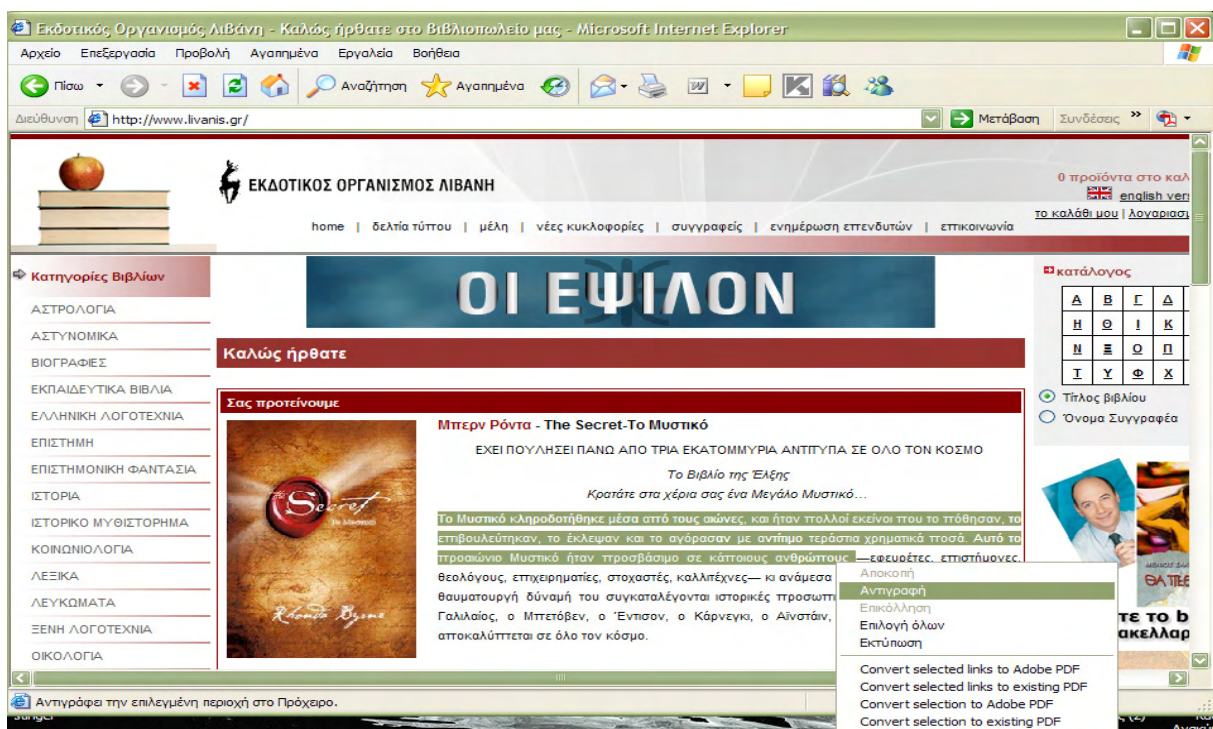 Εκδοτικός Οργανισμός Λιβάνη - Καλώς ήρθατε στο Βιβλιοπωλείο μας - Microsoft Internet Explorer
Αρχείο Επεξεργασία Προβολή Αγαπημένα Εργαλεία Βοήθεια
Πίσω Αναζήτηση Αγαπημένα
Διεύθυνση http://www.livanis.gr/ Μετάβαση Συνδέσεις »
ΕΚΔΟΤΙΚΟΣ ΟΡΓΑΝΙΣΜΟΣ ΛΙΒΑΝΗ
0 προϊόντα στο καλ
english vers
το καλάθι μου | λογαριασμ
home | δελτία τύπου | μέλη | νέες κυκλοφορίες | συγγραφείς | ενημέρωση επενδυτών | επικοινωνία
Κατηγορίες Βιβλίων
ΑΣΤΡΟΛΟΓΙΑ
ΑΣΤΥΝΟΜΙΚΑ
ΒΙΟΓΡΑΦΙΕΣ
ΕΚΠΑΙΔΕΥΤΙΚΑ ΒΙΒΛΙΑ
ΕΛΛΗΝΙΚΗ ΛΟΓΟΤΕΧΝΙΑ
ΕΠΙΣΤΗΜΗ
ΕΠΙΣΤΗΜΟΝΙΚΗ ΦΑΝΤΑΣΙΑ
ΙΣΤΟΡΙΑ
ΙΣΤΟΡΙΚΟ ΜΥΘΙΣΤΟΡΗΜΑ
ΚΟΙΝΩΝΙΟΛΟΓΙΑ
ΛΕΞΙΚΑ
ΛΕΥΚΩΜΑΤΑ
ΞΕΝΗ ΛΟΓΟΤΕΧΝΙΑ
ΟΙΚΟΛΟΓΙΑ
ΟΙ ΕΨΙΛΟΝ
Καλώς ήρθατε
Σας προτείνουμε
The Secret
Το Μυστικό
Rhonda Byrne
Μπερν Ρόντα - The Secret-Το Μυστικό
ΕΧΕΙ ΠΟΥΛΗΣΕΙ ΠΑΝΩ ΑΠΟ ΤΡΙΑ ΕΚΑΤΟΜΜΥΡΙΑ ΑΝΤΙΤΥΠΑ ΣΕ ΟΛΟ ΤΟΝ ΚΟΣΜΟ
Το Βιβλίο της Έλξης
Κρατάτε στα χέρια σας ένα Μεγάλο Μυστικό…
Το Μυστικό κληροδοτήθηκε μέσα από τους αιώνες, και ήταν πολλοί εκείνοι που το πόθησαν, το
επιβουλεύτηκαν, το έκλεψαν και το αγόρασαν με αντίτιμο τεράστια χρηματικά ποσά. Αυτό το
προαιώνιο Μυστικό ήταν προσβάσιμο σε κάποιους ανθρώπους —εφευρέτες, επιστήμονες,
θεολόγους, επιχειρηματίες, στοχαστές, καλλιτέχνες— κι ανάμεσα
θαυματουργή δύναμή του συγκαταλέγονται ιστορικές προσωπι
Γαλιλαίος, ο Μπετόβεν, ο Έντισον, ο Κάρνεγκι, ο Αϊνστάιν,
αποκαλύπτεται σε όλο τον κόσμο.
κατάλογος
Α Β Γ Δ
Η Θ Ι Κ
Ν Ξ Ο Π
Τ Υ Φ Χ
Τίτλος βιβλίου
Όνομα Συγγραφέα
ΘΑ ΠΕ
τε το b
ακελλαρ
Αποκοπή
Αντιγραφή
Επικόλληση
Επιλογή όλων
Εκτύπωση
Convert selected links to Adobe PDF
Convert selected links to existing PDF
Convert selection to Adobe PDF
Convert selection to existing PDF
Αντιγράφει την επιλεγμένη περιοχή στο Πρόχειρο.